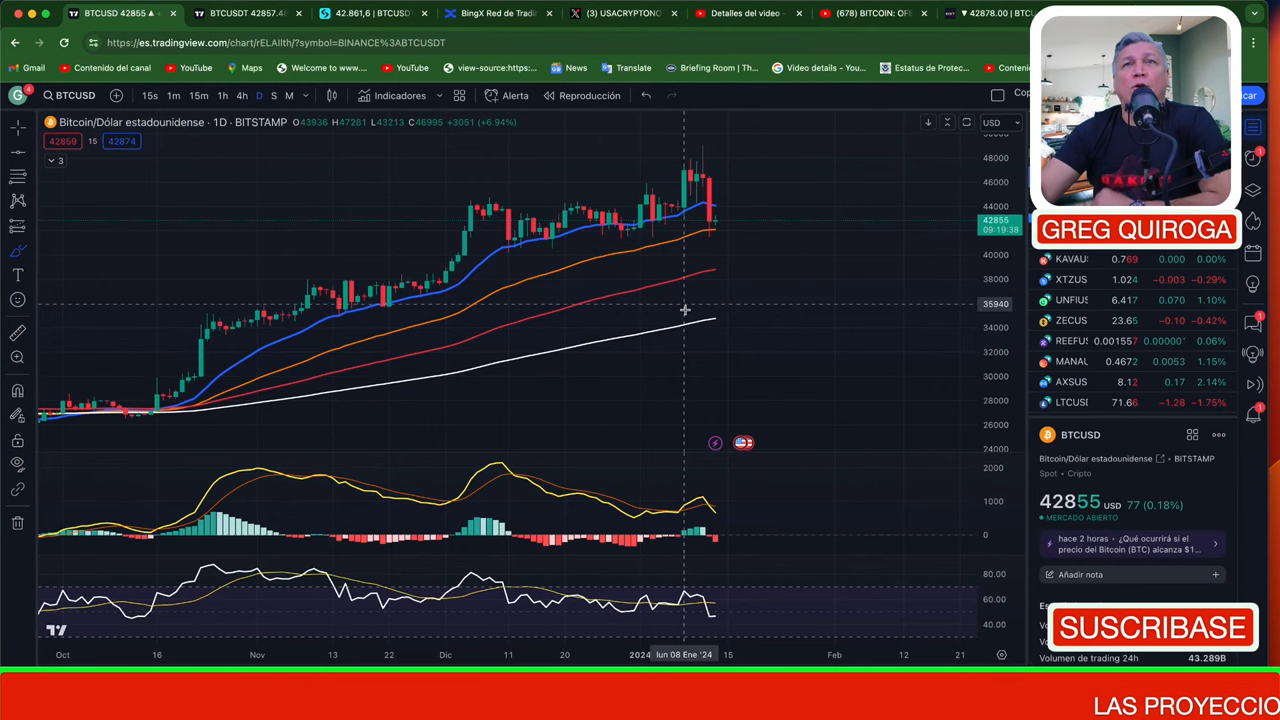 BTCUSD 42855 ▲
BTCUSDT 42857.48
42.861,6 | BTCUSDT
BingX Red de Tradi
(3) USACRYPTONO
Detalles del video -
(678) BITCOIN: OF
▼ 42878.00 | BTCU
https://es.tradingview.com/chart/rELAIlth/?symbol=BINANCE%3ABTCUSDT
Gmail
Contenido del canal
YouTube
Maps
Welcome to www....
YouTube
view-source:https:...
News
Translate
Briefing Room | Th...
Video details - You...
Estatus de Protec...
4
BTCUSD
15s 1m 15m 1h 4h D S M
Indicadores
Alerta
Reproducción
car
Bitcoin/Dólar estadounidense · 1D · BITSTAMP O43936 H47281 L43213 C46995 +3051 (+6.94%)
USD
42859 15 42874
3
48000
46000
44000
42855
09:19:38
40000
38000
35940
34000
32000
30000
28000
26000
24000
2000
1000
0
80.00
60.00
40.00
Oct 16 Nov 13 22 Dic 11 20 2024 lun 08 Ene '24 15 Feb 12 21
GREG QUIROGA
KAVAU 0.769 0.000 0.00%
XTZUS 1.024 -0.003 -0.29%
UNFIUS 6.417 0.070 1.10%
ZECUS 23.65 -0.10 -0.42%
REEFUS 0.001557 0.00000¹ 0.06%
MANAU 0.4672 0.0053 1.15%
AXSUS 8.12 0.17 2.14%
LTCUS 71.66 -1.28 -1.75%
BTCUSD
Bitcoin/Dólar estadounidense
BITSTAMP
Spot • Cripto
42855 USD 77 (0.18%)
MERCADO ABIERTO
hace 2 horas • ¿Qué ocurrirá si el
precio del Bitcoin (BTC) alcanza $1...
Añadir nota
SUSCRIBASE
Volumen de trading 24h 43.289B
LAS PROYECCIO